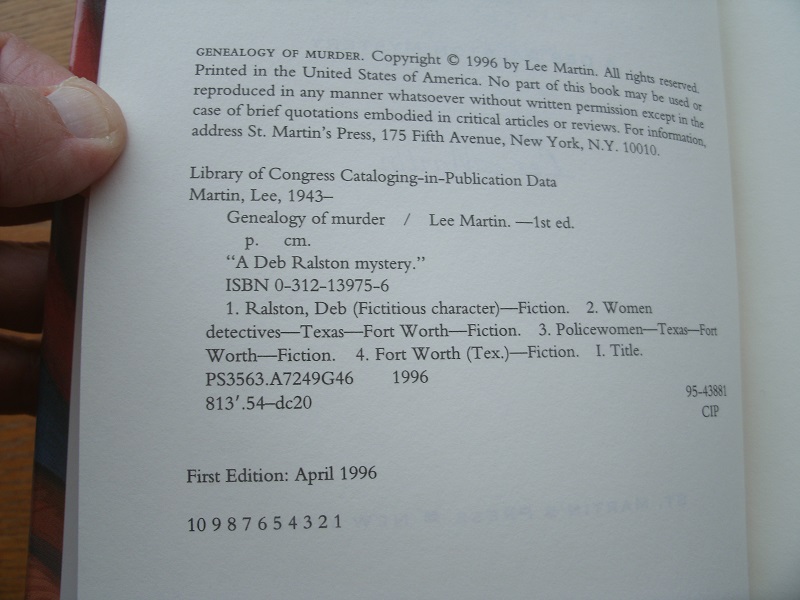 GENEALOGY OF MURDER. Copyright © 1996 by Lee Martin. All rights reserved.
Printed in the United States of America. No part of this book may be used or
reproduced in any manner whatsoever without written permission except in the
case of brief quotations embodied in critical articles or reviews. For information,
address St. Martin's Press, 175 Fifth Avenue, New York, N.Y. 10010.
Library of Congress Cataloging-in-Publication Data
Martin, Lee, 1943–
Genealogy of murder / Lee Martin. —1st ed.
p. cm.
"A Deb Ralston mystery."
ISBN 0-312-13975-6
1. Ralston, Deb (Fictitious character)—Fiction. 2. Women
detectives—Texas—Fort Worth—Fiction. 3. Policewomen—Texas—Fort
Worth—Fiction. 4. Fort Worth (Tex.)—Fiction. I. Title.
PS3563.A7249G46 1996
813'.54–dc20
95-43881
CIP
First Edition: April 1996
10 9 8 7 6 5 4 3 2 1